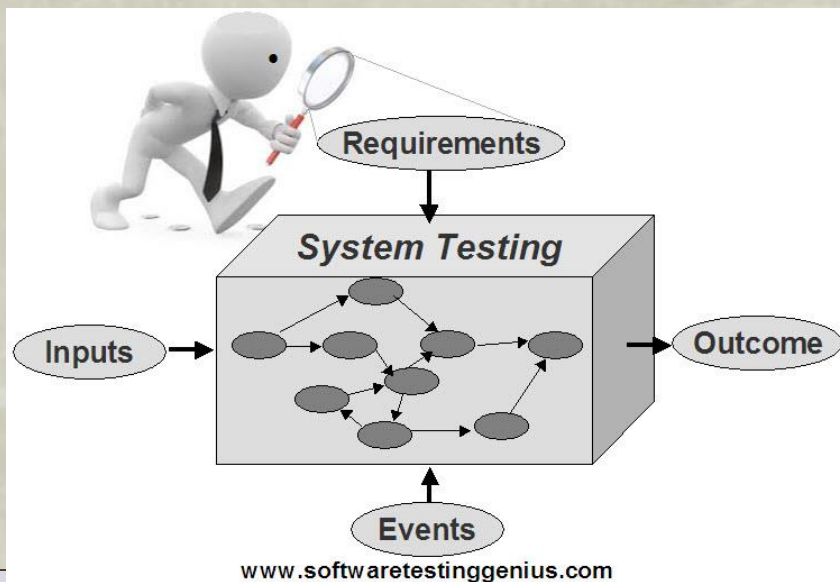 Requirements
System Testing
Inputs
Outcome
Events
www.softwaretestinggenius.com